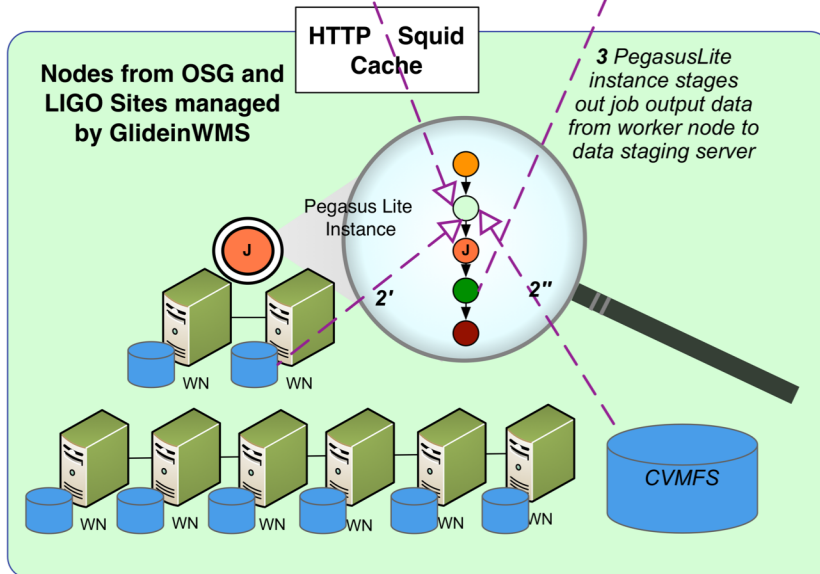 HTTP Squid
Cache
Nodes from OSG and
LIGO Sites managed
by GlideinWMS
3 PegasusLite
instance stages
out job output data
from worker node to
data staging server
Pegasus Lite
Instance
J
J
2'
2''
WN
WN
CVMFS
WN
WN
WN
WN
WN
WN